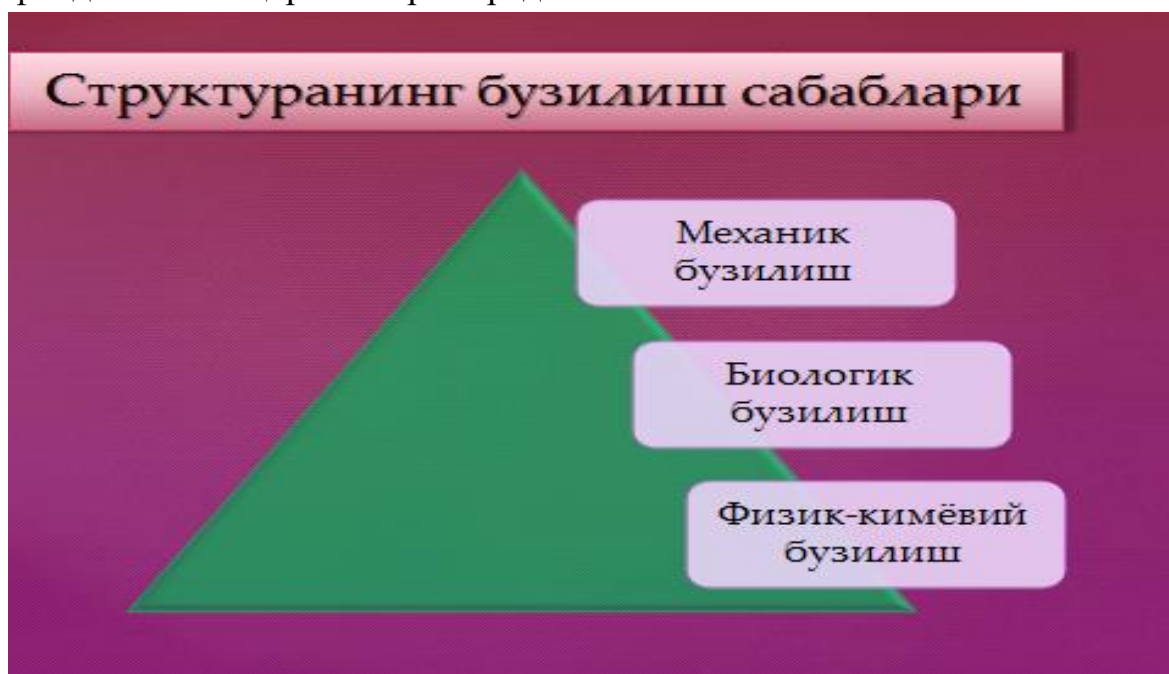 Структуранинг бузилиш сабаблари
Механик
бузилиш
Биологик
бузилиш
Физик-кимёвий
бузилиш